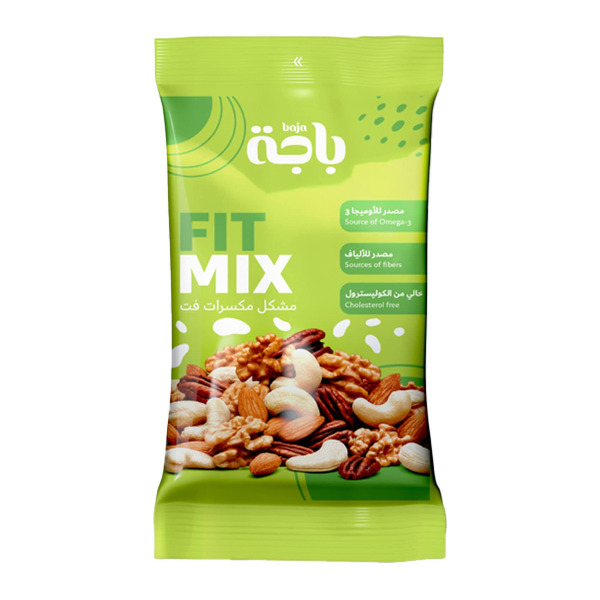 «
baja
باجة
FIT
MIX
مشكل مكسرات فت
مصدر للأوميجا 3
Source of Omega-3
مصدر للألياف
Sources of fibers
خالي من الكوليسترول
Cholesterol free